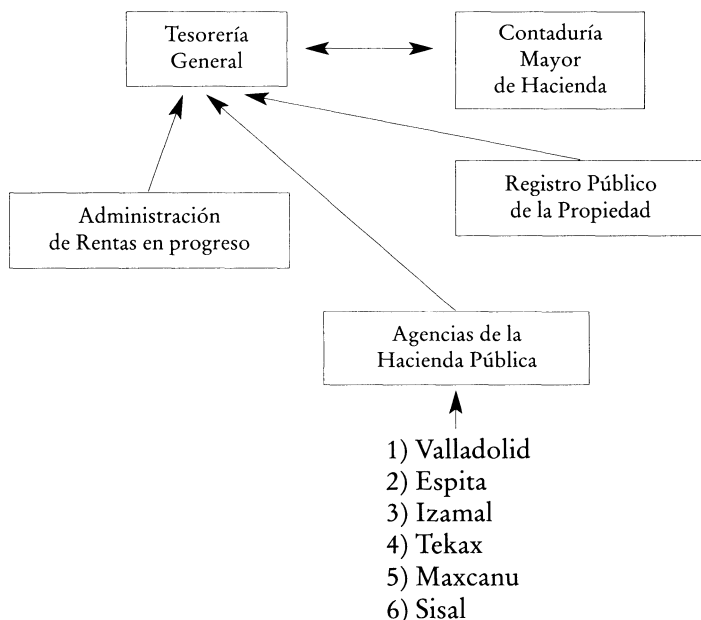 Tesorería
General
Contaduría
Mayor
de Hacienda
Registro Público
de la Propiedad
Administración
de Rentas en progreso
Agencias de la
Hacienda Pública
1) Valladolid
2) Espita
3) Izamal
4) Tekax
5) Maxcanu
6) Sisal